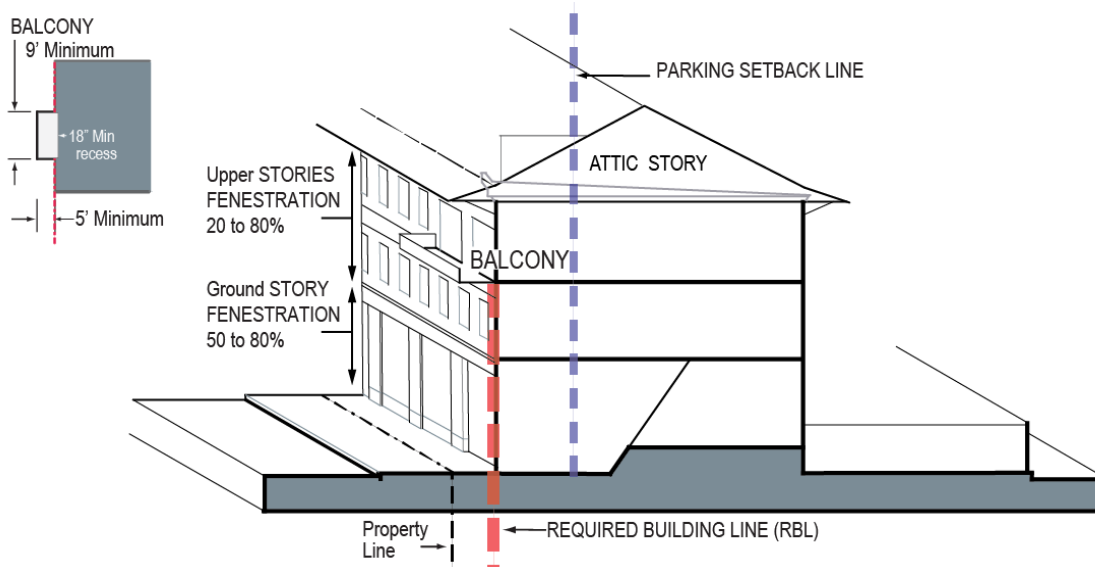 BALCONY
9’ Minimum
18” Min
recess
5’ Minimum
PARKING SETBACK LINE
ATTIC STORY
Upper STORIES
FENESTRATION
20 to 80%
BALCONY
Ground STORY
FENESTRATION
50 to 80%
Property
Line
REQUIRED BUILDING LINE (RBL)